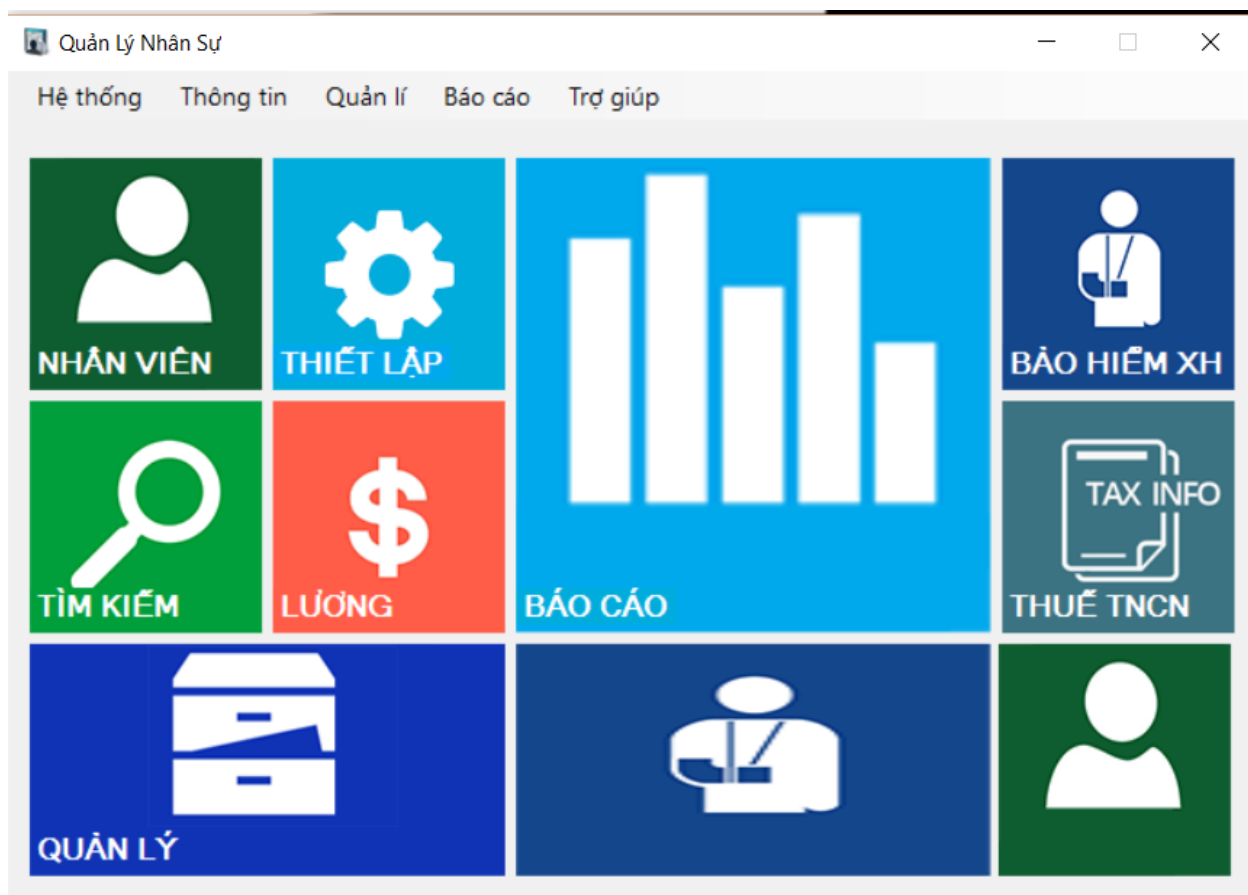 Quản Lý Nhân Sự
Hệ thống Thông tin Quản lí Báo cáo Trợ giúp
NHÂN VIÊN
THIẾT LẬP
BẢO HIỂM XH
TÌM KIẾM
LƯƠNG
BÁO CÁO
TAX INFO
THUẾ TNCN
QUẢN LÝ